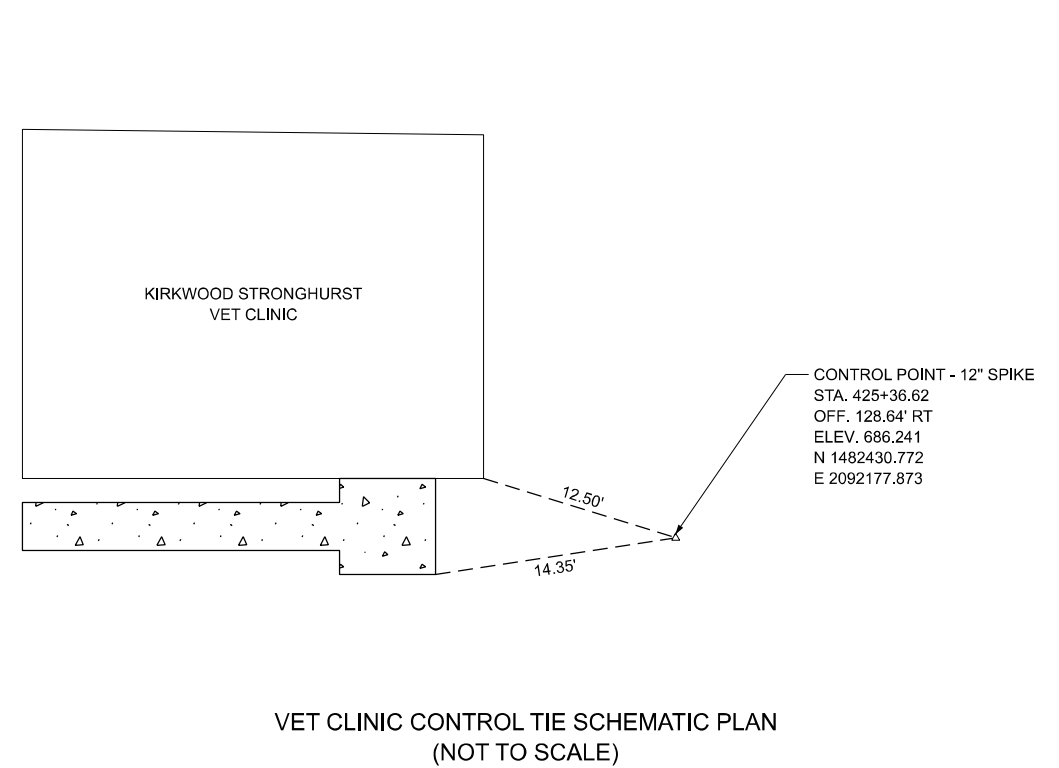 KIRKWOOD STRONGHURST
VET CLINIC
CONTROL POINT - 12" SPIKE
STA. 425+36.62
OFF. 128.64' RT
ELEV. 686.241
N 1482430.772
E 2092177.873
12.50'
14.35'
VET CLINIC CONTROL TIE SCHEMATIC PLAN
(NOT TO SCALE)